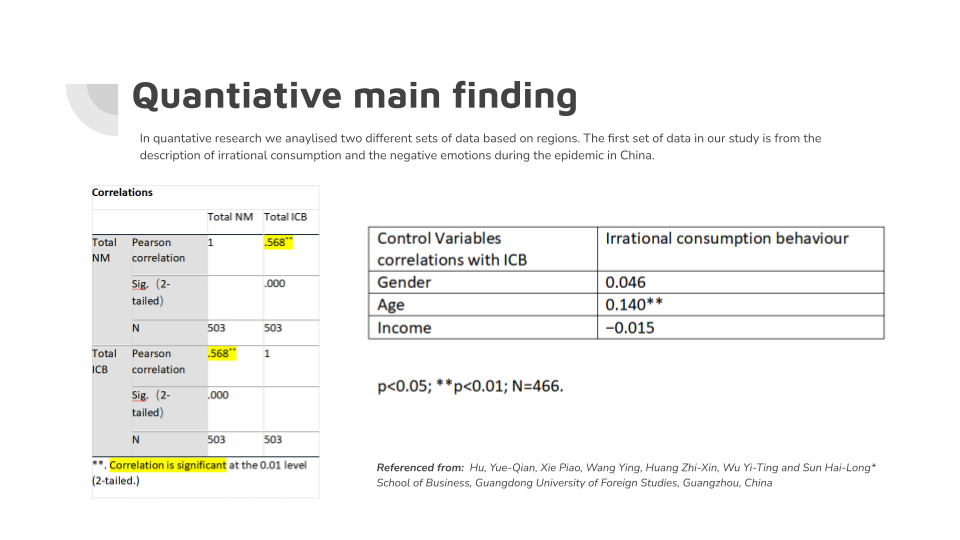 Quantiative main finding
In quantative research we anaylised two different sets of data based on regions. The first set of data in our study is from the
description of irrational consumption and the negative emotions during the epidemic in China.
Correlations
Total NM Total ICB
Total Pearson 1 .568**
NM correlation
Sig. (2- .000
tailed)
N 503 503
Total Pearson .568** 1
ICB correlation
Sig. (2- .000
tailed)
N 503 503
**. Correlation is significant at the 0.01 level
(2-tailed.)
Control Variables Irrational consumption behaviour
correlations with ICB
Gender 0.046
Age 0.140**
Income −0.015
p<0.05; **p<0.01; N=466.
Referenced from: Hu, Yue-Qian, Xie Piao, Wang Ying, Huang Zhi-Xin, Wu Yi-Ting and Sun Hai-Long*
School of Business, Guangdong University of Foreign Studies, Guangzhou, China